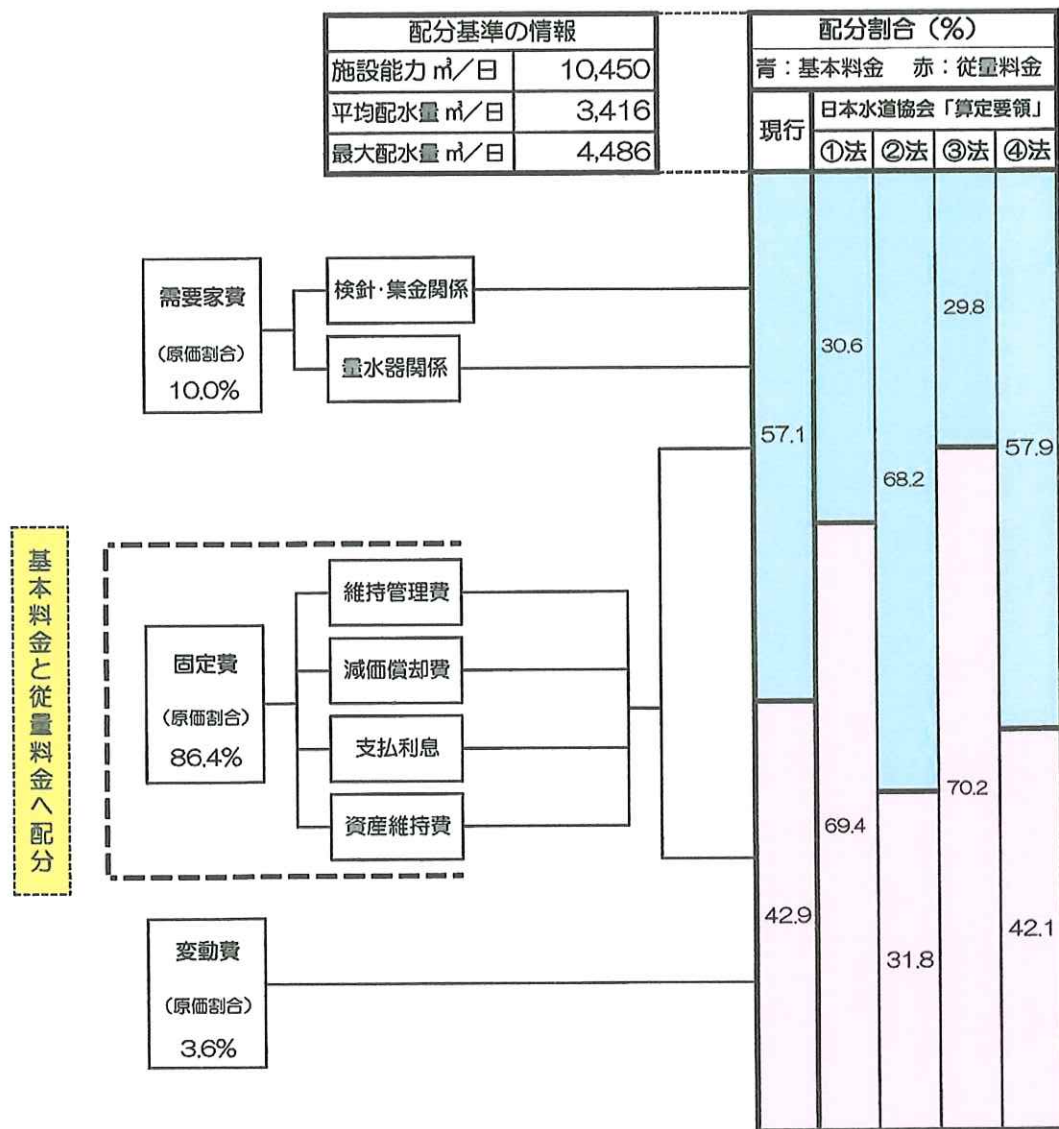 配分基準の情報
施設能力 ㎥／日 10,450
平均配水量 ㎥／日 3,416
最大配水量 ㎥／日 4,486
配分割合（%）
青：基本料金　赤：従量料金
現行
日本水道協会「算定要領」
①法 ②法 ③法 ④法
需要家費
（原価割合）
10.0%
検針・集金関係
量水器関係
基本料金と従量料金へ配分
固定費
（原価割合）
86.4%
維持管理費
減価償却費
支払利息
資産維持費
変動費
（原価割合）
3.6%
57.1
30.6
68.2
29.8
57.9
42.9
69.4
31.8
70.2
42.1